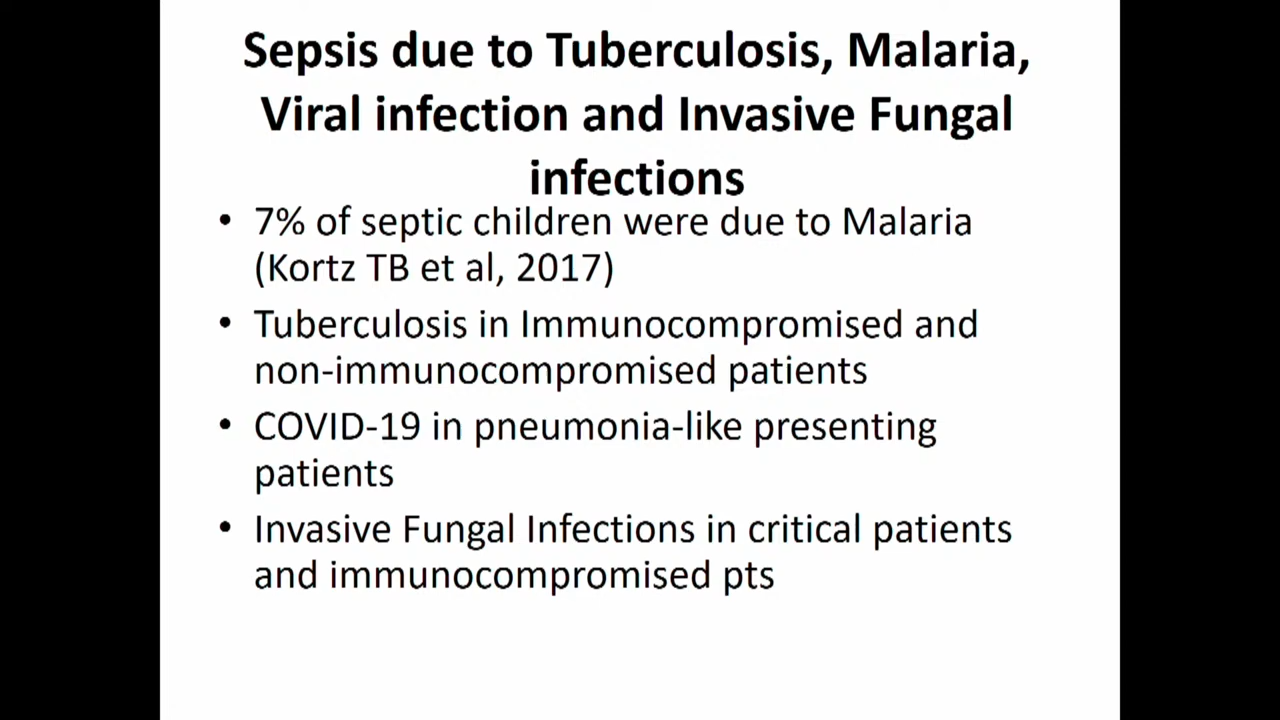 Sepsis due to Tuberculosis, Malaria,
Viral infection and Invasive Fungal
infections
• 7% of septic children were due to Malaria
(Kortz TB et al, 2017)
• Tuberculosis in Immunocompromised and
non-immunocompromised patients
• COVID-19 in pneumonia-like presenting
patients
• Invasive Fungal Infections in critical patients
and immunocompromised pts